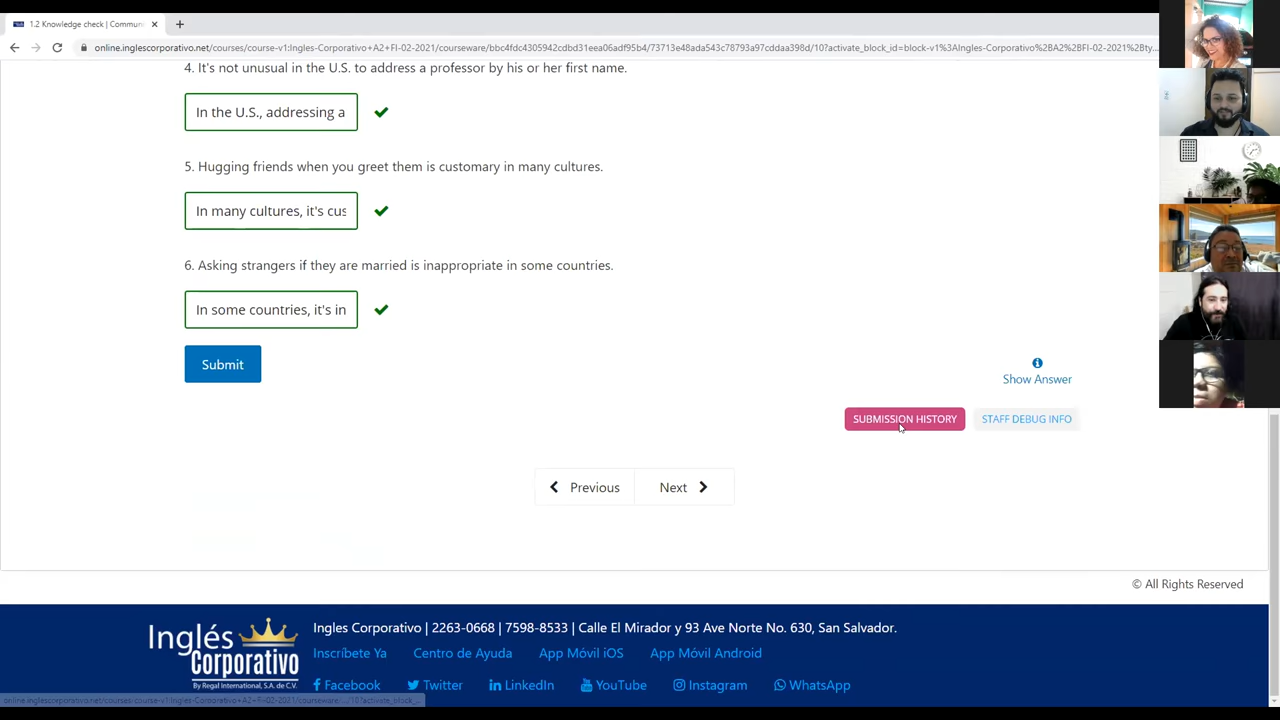 1.2 Knowledge check | Commun
online.inglescorporativo.net/courses/course-v1:Ingles-Corporativo+A2+FI-02-2021/courseware/bbc4fdc4305942cdbd31eea06adf95b4/73713e48ada543c78793a97cddaa398d/10?activate_block_id=block-v1%3AIngles-Corporativo%2BA2%2BFI-02-2021%2Bty...
4. It's not unusual in the U.S. to address a professor by his or her first name.
In the U.S., addressing a
5. Hugging friends when you greet them is customary in many cultures.
In many cultures, it's cus
6. Asking strangers if they are married is inappropriate in some countries.
In some countries, it's in
Submit
Show Answer
SUBMISSION HISTORY STAFF DEBUG INFO
Previous Next
© All Rights Reserved
Inglés Corporativo
By Regal International, S.A. de C.V.
Ingles Corporativo | 2263-0668 | 7598-8533 | Calle El Mirador y 93 Ave Norte No. 630, San Salvador.
Inscríbete Ya Centro de Ayuda App Móvil iOS App Móvil Android
Facebook Twitter LinkedIn YouTube Instagram WhatsApp